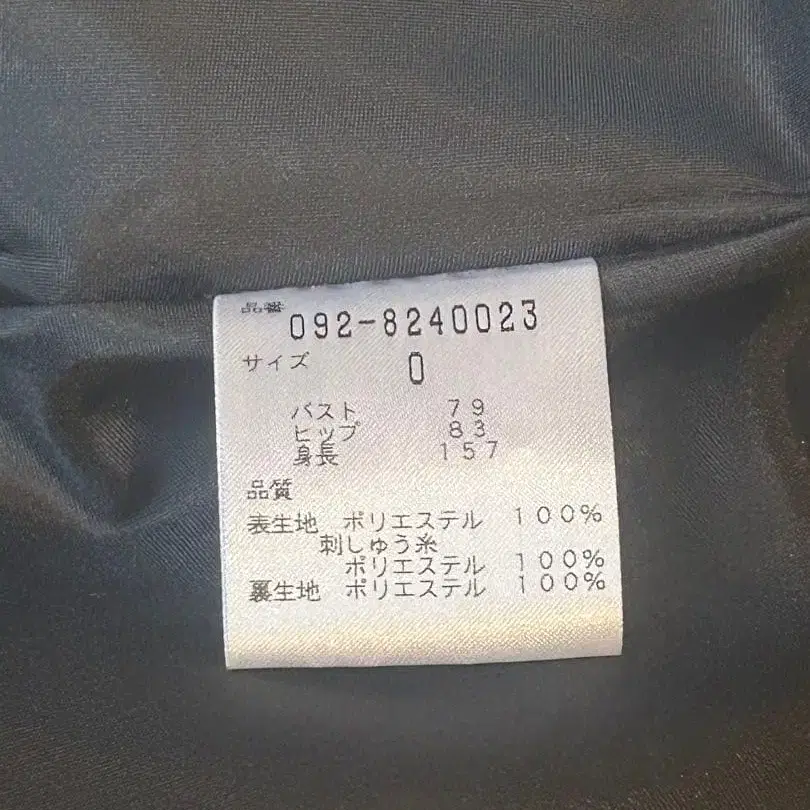 品番
092-8240023
サイズ 0
バスト 79
ヒップ 83
身長 157
品質
表生地 ポリエステル 100%
刺しゅう糸
ポリエステル 100%
裏生地 ポリエステル 100%